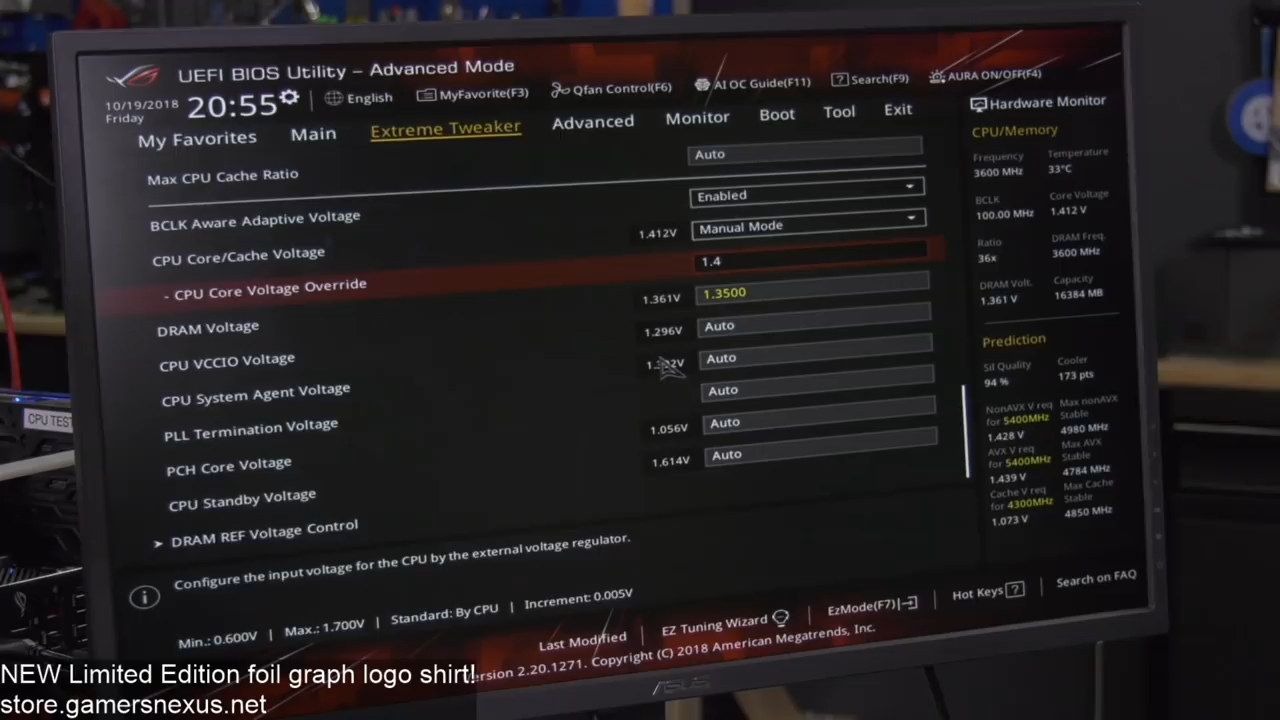 UEFI BIOS Utility – Advanced Mode
10/19/2018
Friday
20:55
English
MyFavorite(F3)
Qfan Control(F6)
AI OC Guide(F11)
Search(F9)
AURA ON/OFF(F4)
My Favorites
Main
Extreme Tweaker
Advanced
Monitor
Boot
Tool
Exit
Max CPU Cache Ratio
Auto
BCLK Aware Adaptive Voltage
Enabled
CPU Core/Cache Voltage
1.412V
Manual Mode
- CPU Core Voltage Override
1.4
DRAM Voltage
1.361V
1.3500
CPU VCCIO Voltage
1.296V
Auto
CPU System Agent Voltage
Auto
PLL Termination Voltage
Auto
PCH Core Voltage
1.056V
Auto
CPU Standby Voltage
1.614V
Auto
DRAM REF Voltage Control
Configure the input voltage for the CPU by the external voltage regulator.
Min.: 0.600V | Max.: 1.700V | Standard: By CPU | Increment: 0.005V
Hardware Monitor
CPU/Memory
Frequency Temperature
3600 MHz 33°C
BCLK Core Voltage
100.00 MHz 1.412 V
Ratio DRAM Freq.
36x 3600 MHz
DRAM Volt. Capacity
1.361 V 16384 MB
Prediction
Sil Quality Cooler
94 % 173 pts
NonAVX V req Max nonAVX
for 5400MHz Stable
1.428 V 4980 MHz
AVX V req Max AVX
for 5400MHz Stable
1.439 V 4784 MHz
Cache V req Max Cache
for 4300MHz Stable
1.073 V 4850 MHz
Last Modified
EZ Tuning Wizard
EzMode(F7)
Hot Keys ?
Search on FAQ
ersion 2.20.1271. Copyright (C) 2018 American Megatrends, Inc.
ASUS
CPU TEST
NEW Limited Edition foil graph logo shirt!
store.gamersnexus.net